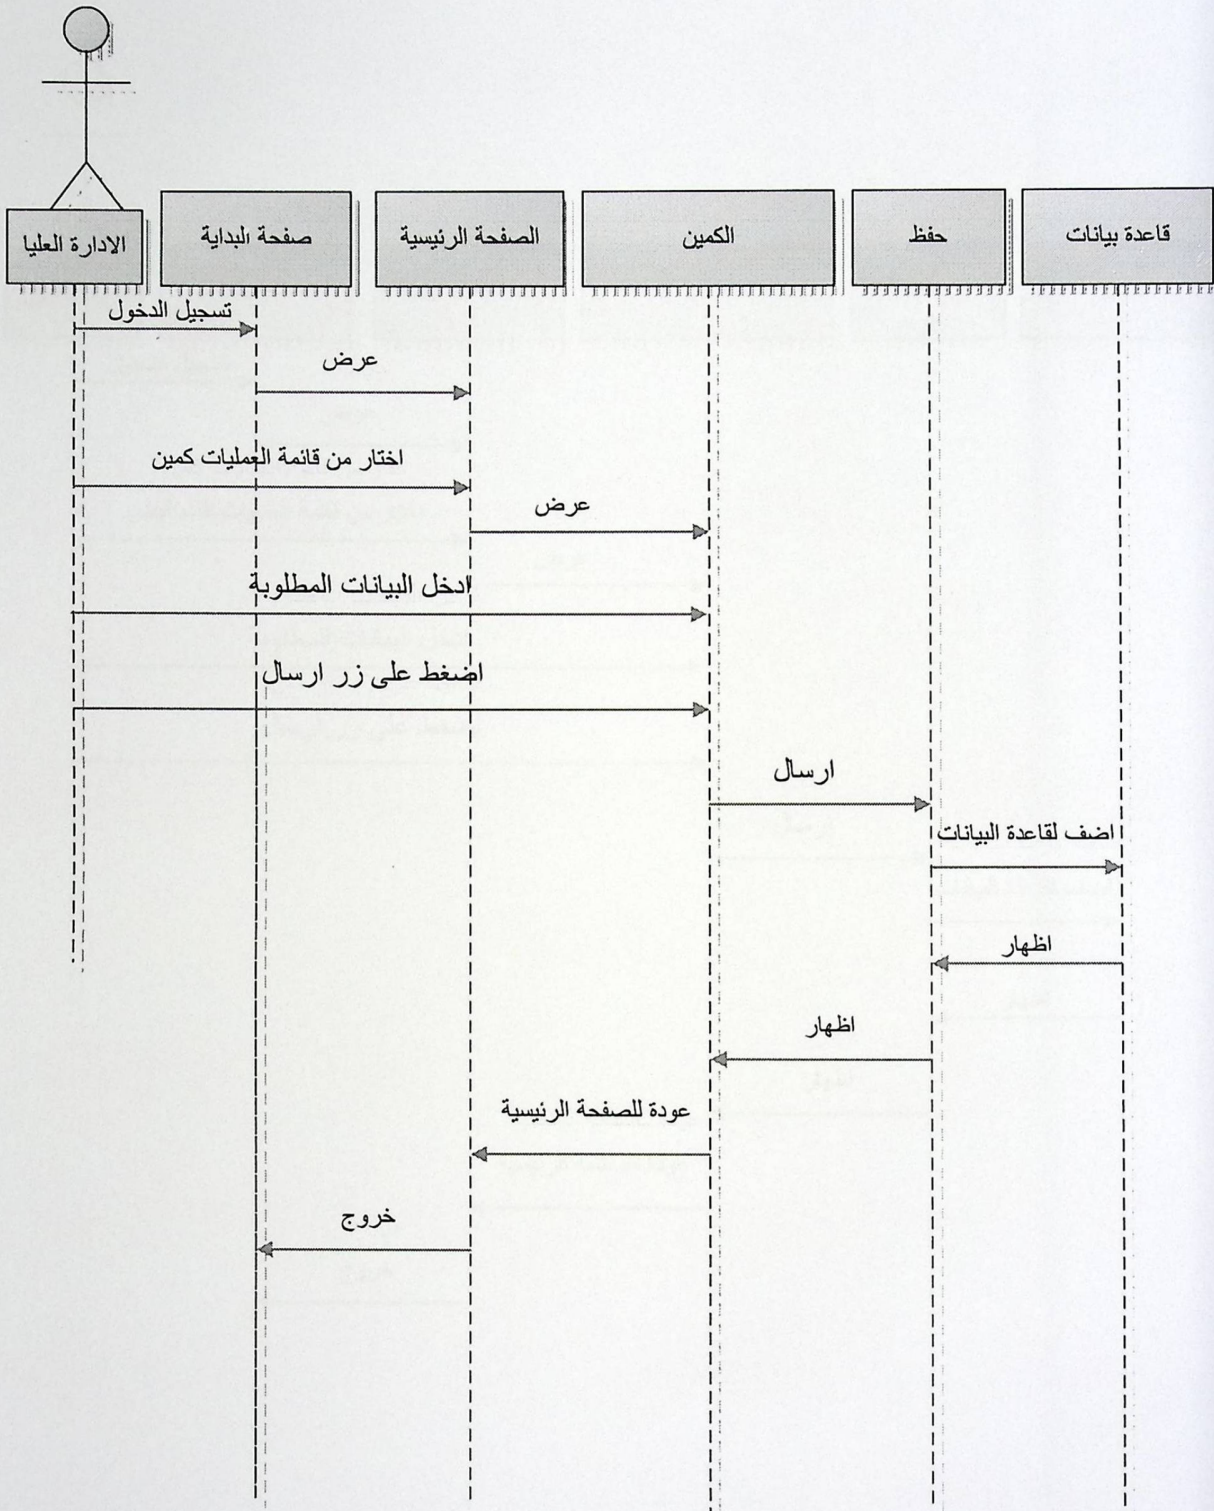 الادارة العليا
صفحة البداية
الصفحة الرئيسية
الكمين
حفظ
قاعدة بيانات
تسجيل الدخول
عرض
اختار من قائمة العمليات كمين
عرض
ادخل البيانات المطلوبة
اضغط على زر ارسال
ارسال
اضف لقاعدة البيانات
اظهار
اظهار
عودة للصفحة الرئيسية
خروج